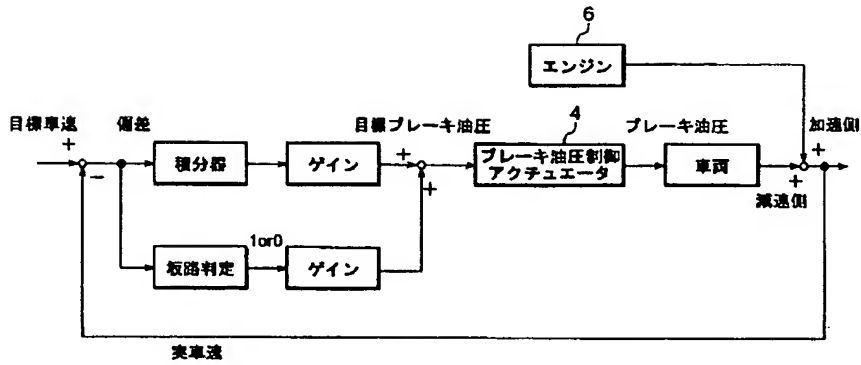 6
エンジン
目標車速
偏差
目標ブレーキ油圧
4
ブレーキ油圧
加速側
+
-
積分器
ゲイン
+
+
ブレーキ油圧制御
アクチュエータ
車両
+
+
減速側
坂路判定
1or0
ゲイン
実車速